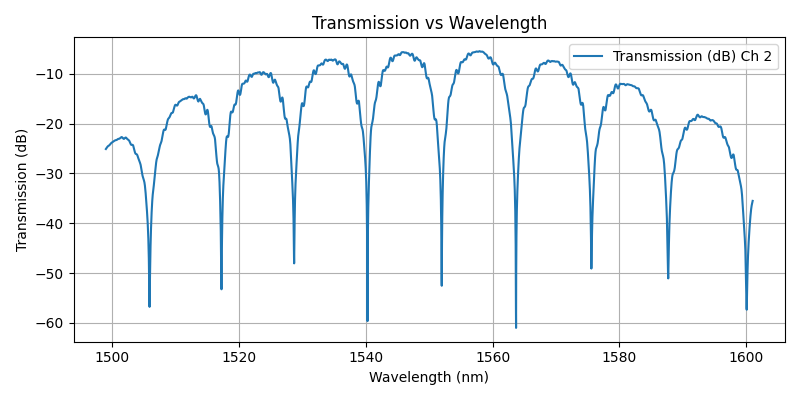 Transmission vs Wavelength
Transmission (dB) Ch 2
Transmission (dB)
−10
−20
−30
−40
−50
−60
1500 1520 1540 1560 1580 1600
Wavelength (nm)